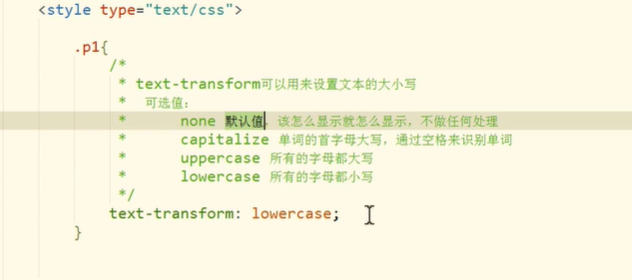 <style type="text/css">
.p1{
/*
* text-transform可以用来设置文本的大小写
* 可选值:
* none 默认值，该怎么显示就怎么显示，不做任何处理
* capitalize 单词的首字母大写，通过空格来识别单词
* uppercase 所有的字母都大写
* lowercase 所有的字母都小写
*/
text-transform: lowercase;
}